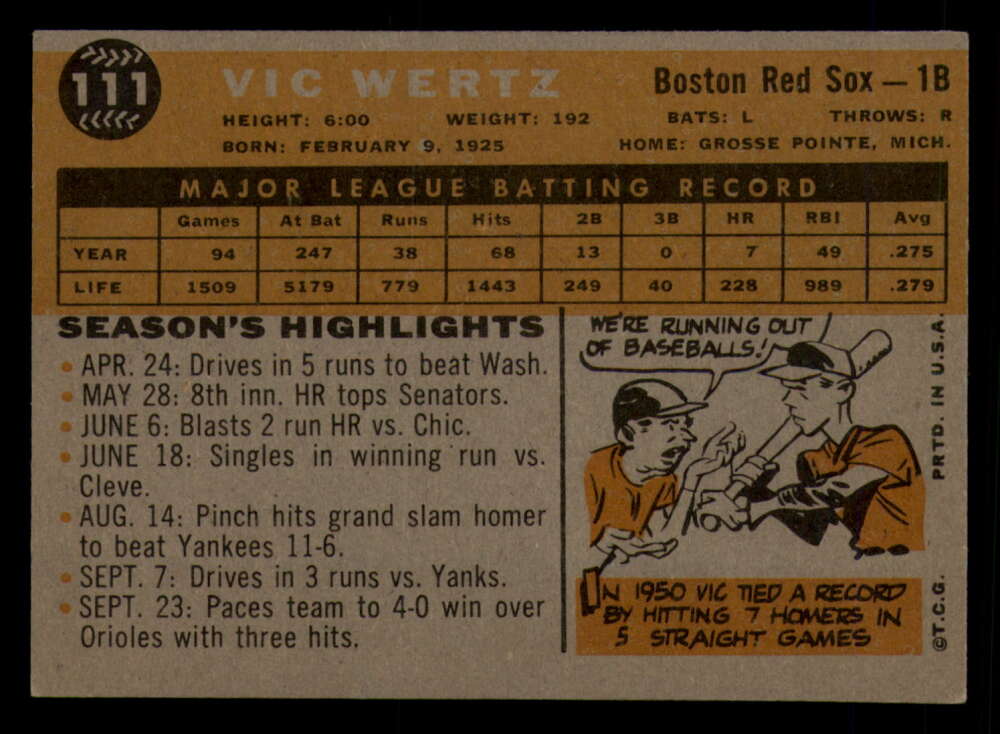 111
VIC WERTZ
Boston Red Sox — 1B
HEIGHT: 6:00 WEIGHT: 192 BATS: L THROWS: R
BORN: FEBRUARY 9, 1925 HOME: GROSSE POINTE, MICH.
MAJOR LEAGUE BATTING RECORD
Games At Bat Runs Hits 2B 3B HR RBI Avg
YEAR 94 247 38 68 13 0 7 49 .275
LIFE 1509 5179 779 1443 249 40 228 989 .279
SEASON'S HIGHLIGHTS
• APR. 24: Drives in 5 runs to beat Wash.
• MAY 28: 8th inn. HR tops Senators.
• JUNE 6: Blasts 2 run HR vs. Chic.
• JUNE 18: Singles in winning run vs.
Cleve.
• AUG. 14: Pinch hits grand slam homer
to beat Yankees 11-6.
• SEPT. 7: Drives in 3 runs vs. Yanks.
• SEPT. 23: Paces team to 4-0 win over
Orioles with three hits.
WE'RE RUNNING OUT
OF BASEBALLS!
IN 1950 VIC TIED A RECORD
BY HITTING 7 HOMERS IN
5 STRAIGHT GAMES
©T.C.G. PRTD. IN U.S.A.